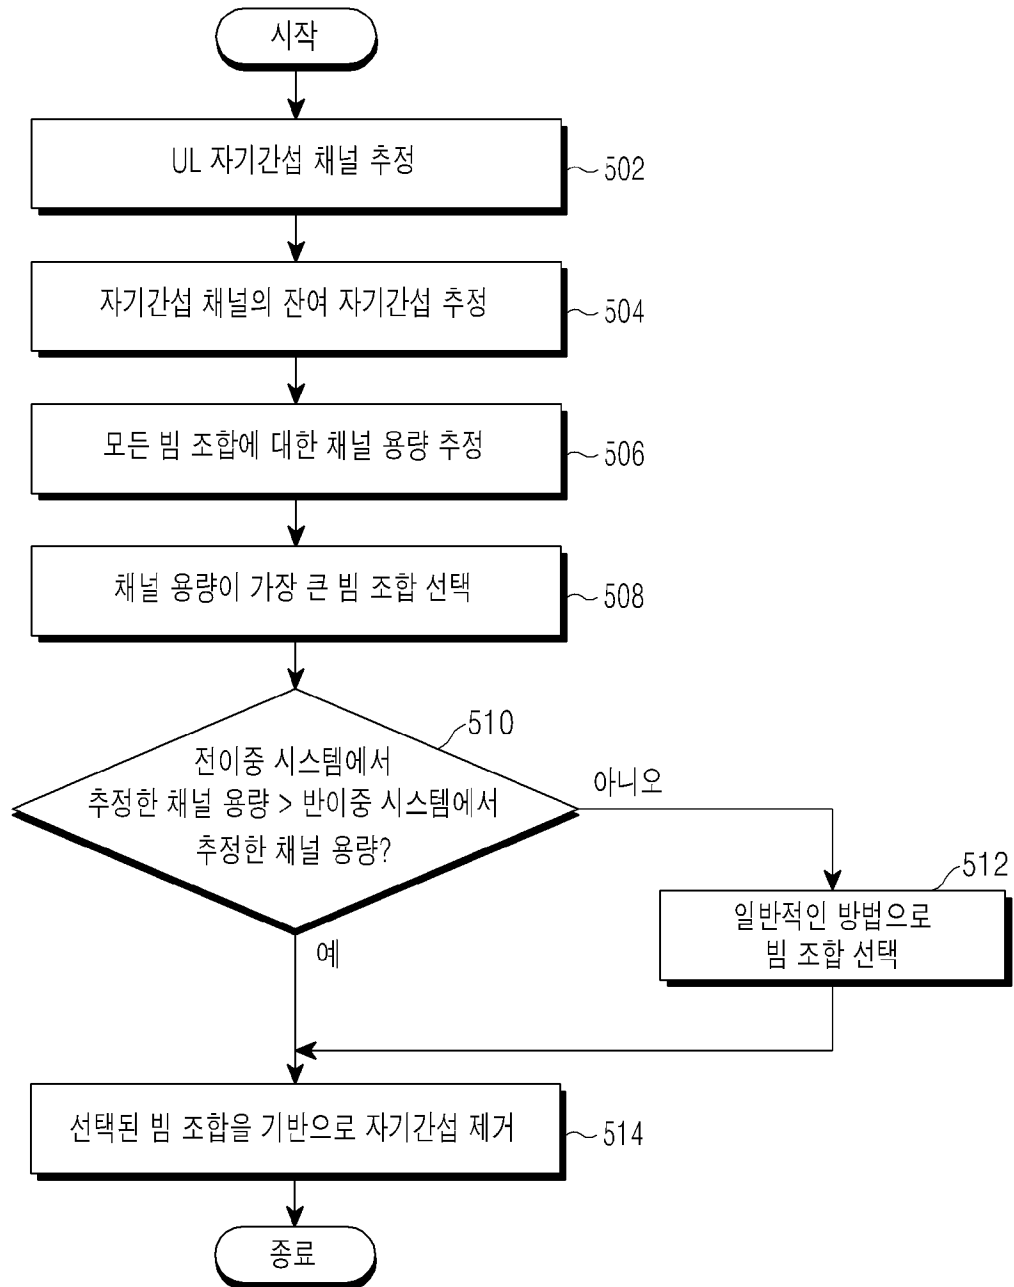 시작
UL 자기간섭 채널 추정
502
자기간섭 채널의 잔여 자기간섭 추정
504
모든 빔 조합에 대한 채널 용량 추정
506
채널 용량이 가장 큰 빔 조합 선택
508
510
전이중 시스템에서
추정한 채널 용량 > 반이중 시스템에서
추정한 채널 용량?
아니오
예
512
일반적인 방법으로
빔 조합 선택
선택된 빔 조합을 기반으로 자기간섭 제거
514
종료